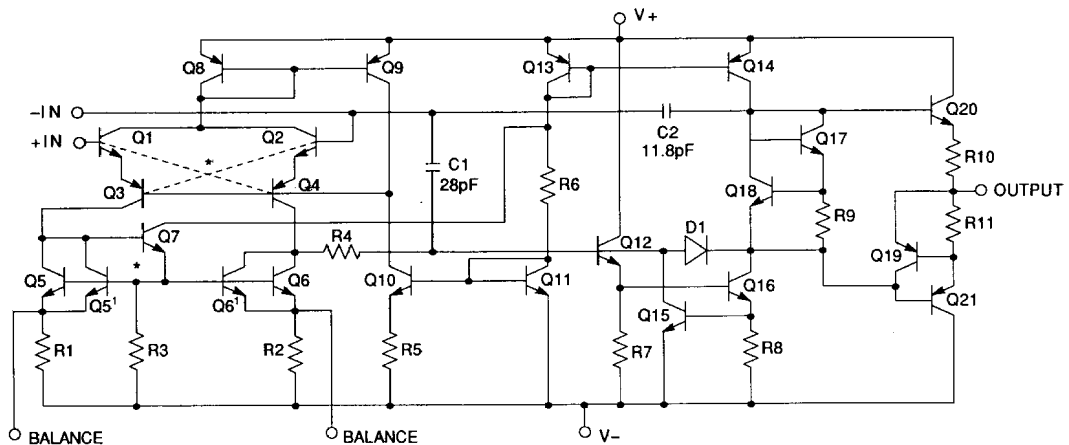 V+
Q8
Q9
Q13
Q14
-IN
+IN
Q1
Q2
*
C1
28pF
C2
11.8pF
Q17
Q20
R10
OUTPUT
Q3
Q4
R6
Q18
R9
R11
Q7
R4
Q12
D1
Q19
Q5
Q5¹
*
Q6¹
Q6
Q10
Q11
Q16
Q15
Q21
R1
R3
R2
R5
R7
R8
BALANCE
BALANCE
V-